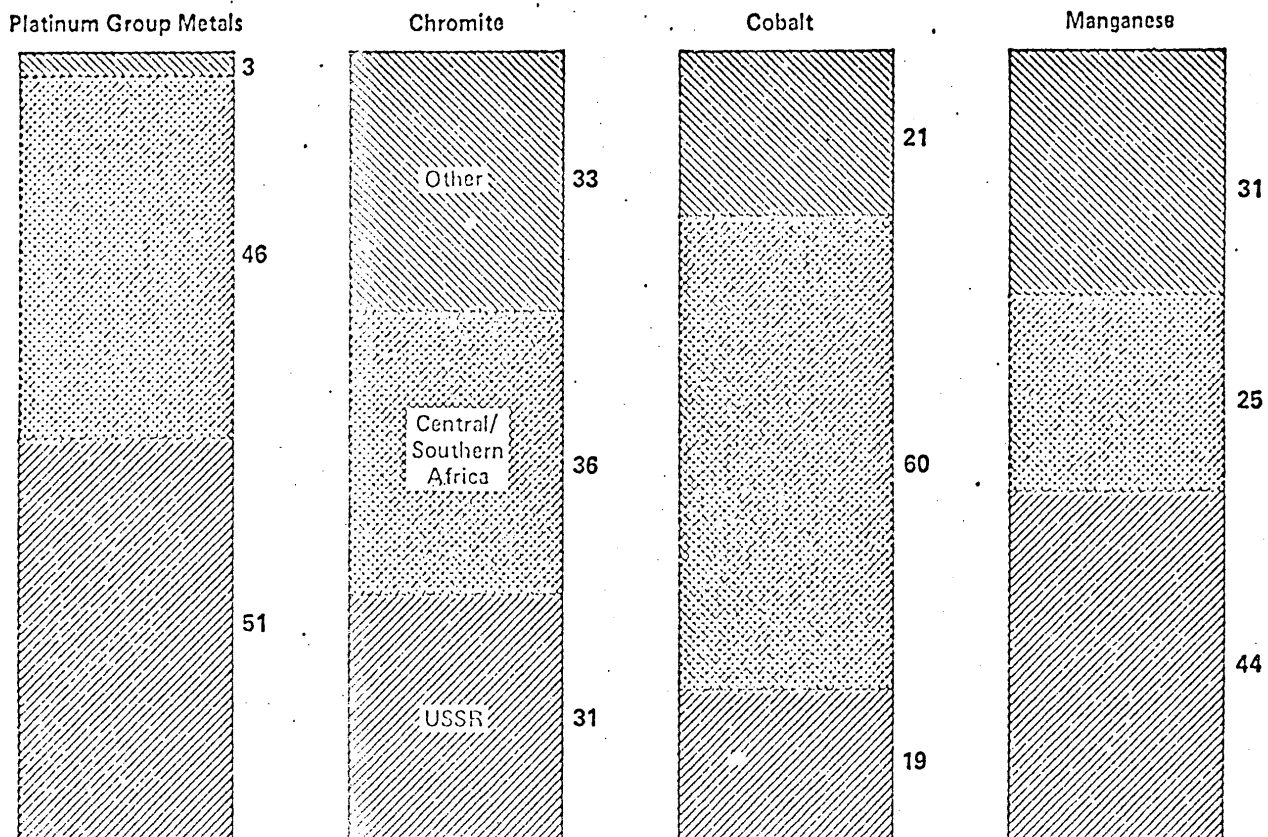 Platinum Group Metals
3
46
51
Chromite
Other
33
Central/
Southern
Africa
36
USSR
31
Cobalt
21
60
19
Manganese
31
25
44